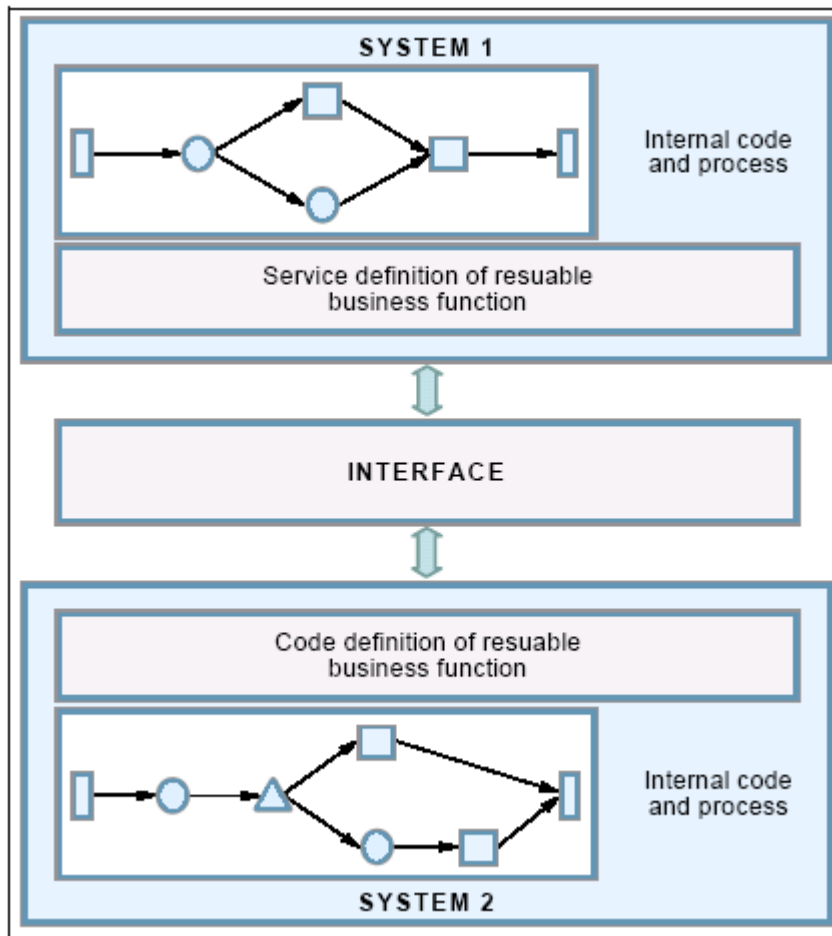 SYSTEM 1
Internal code
and process
Service definition of resuable
business function
INTERFACE
Code definition of resuable
business function
Internal code
and process
SYSTEM 2